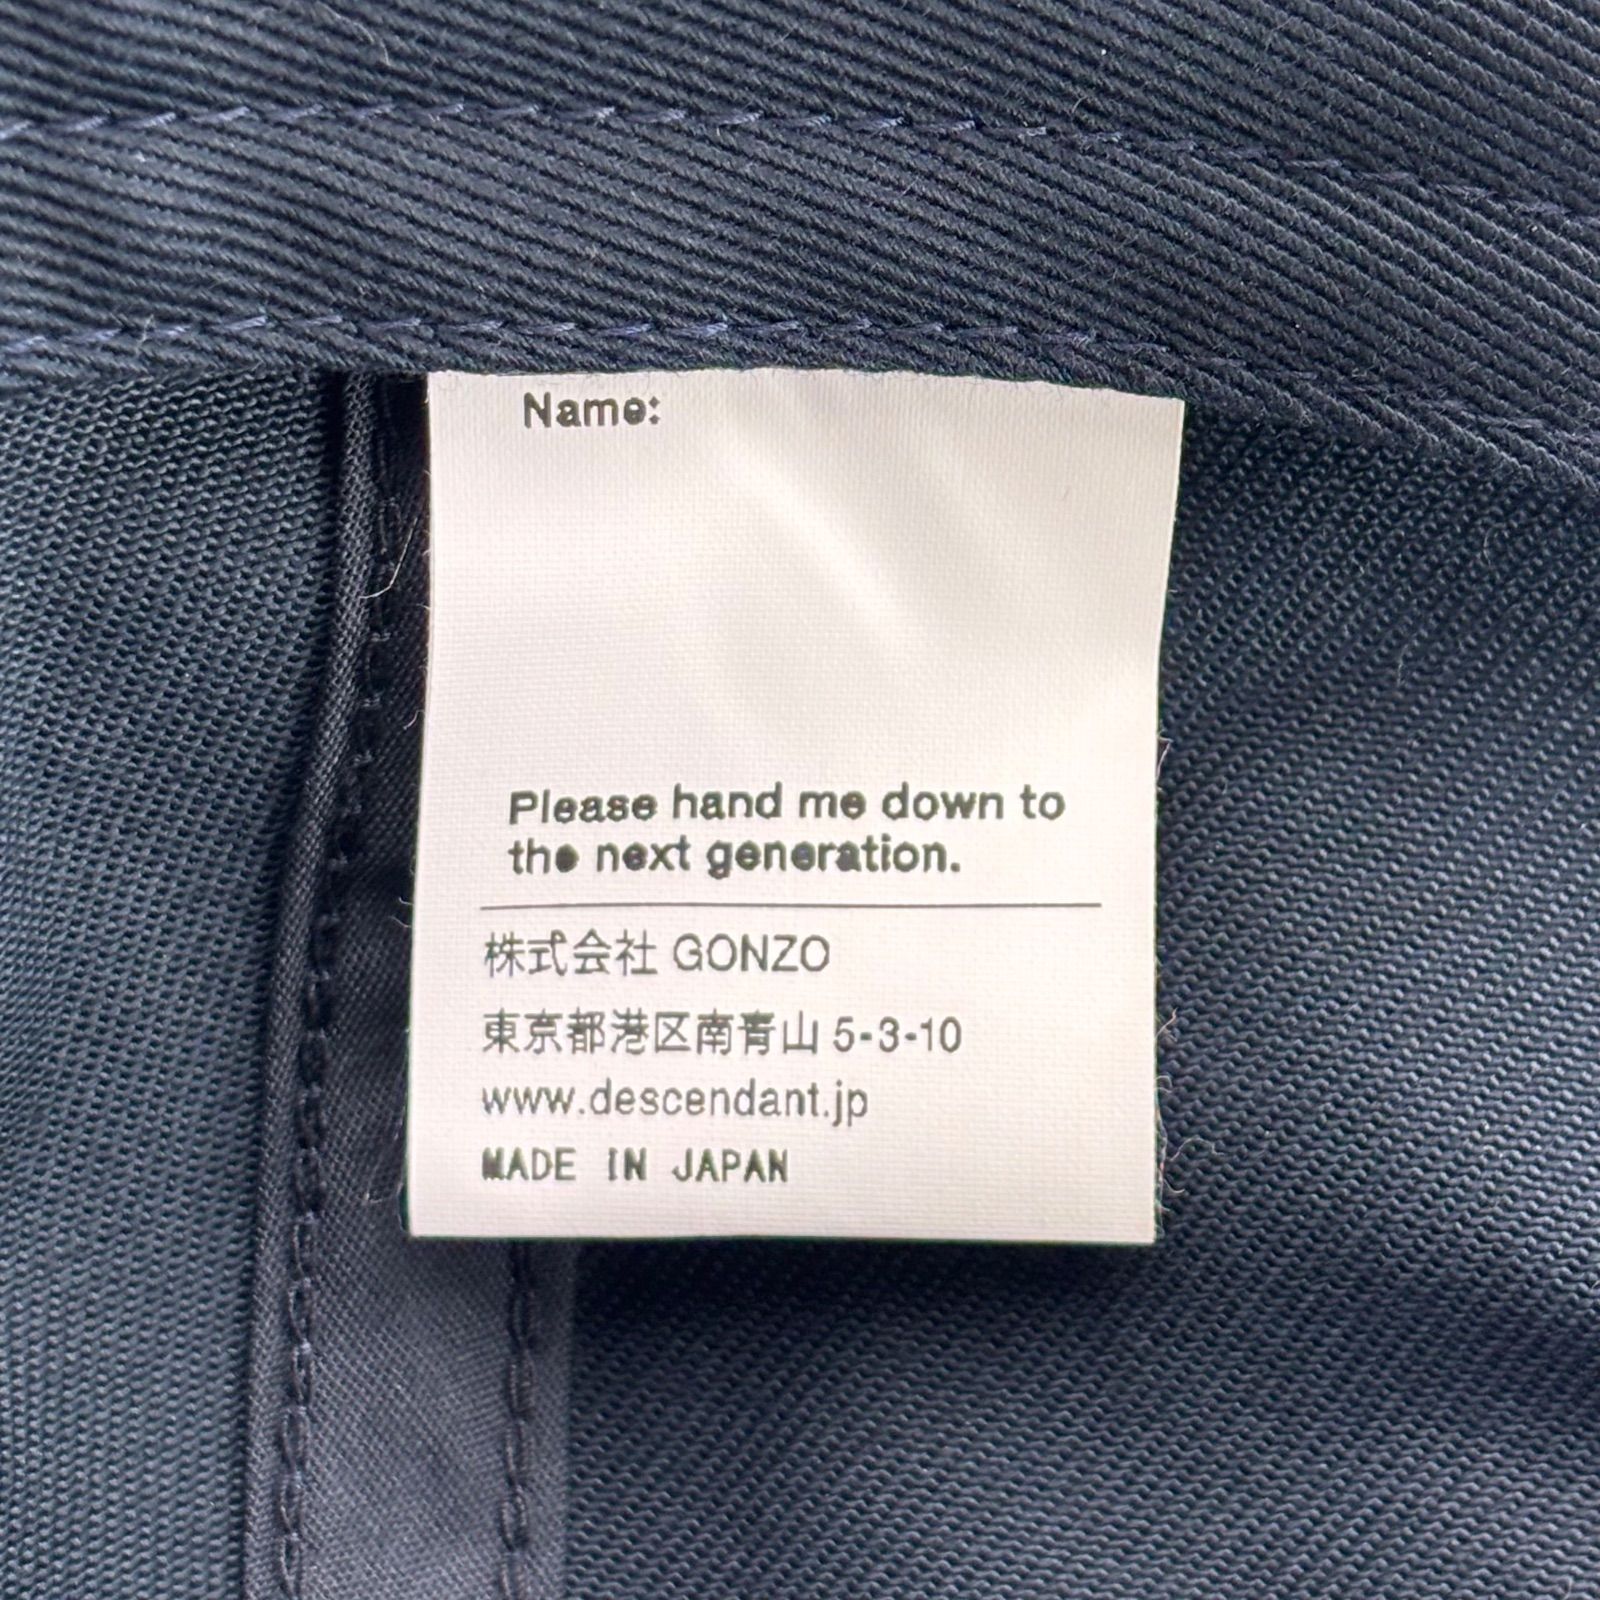 Name:
Please hand me down to
the next generation.
株式会社 GONZO
東京都港区南青山 5-3-10
www.descendant.jp
MADE IN JAPAN